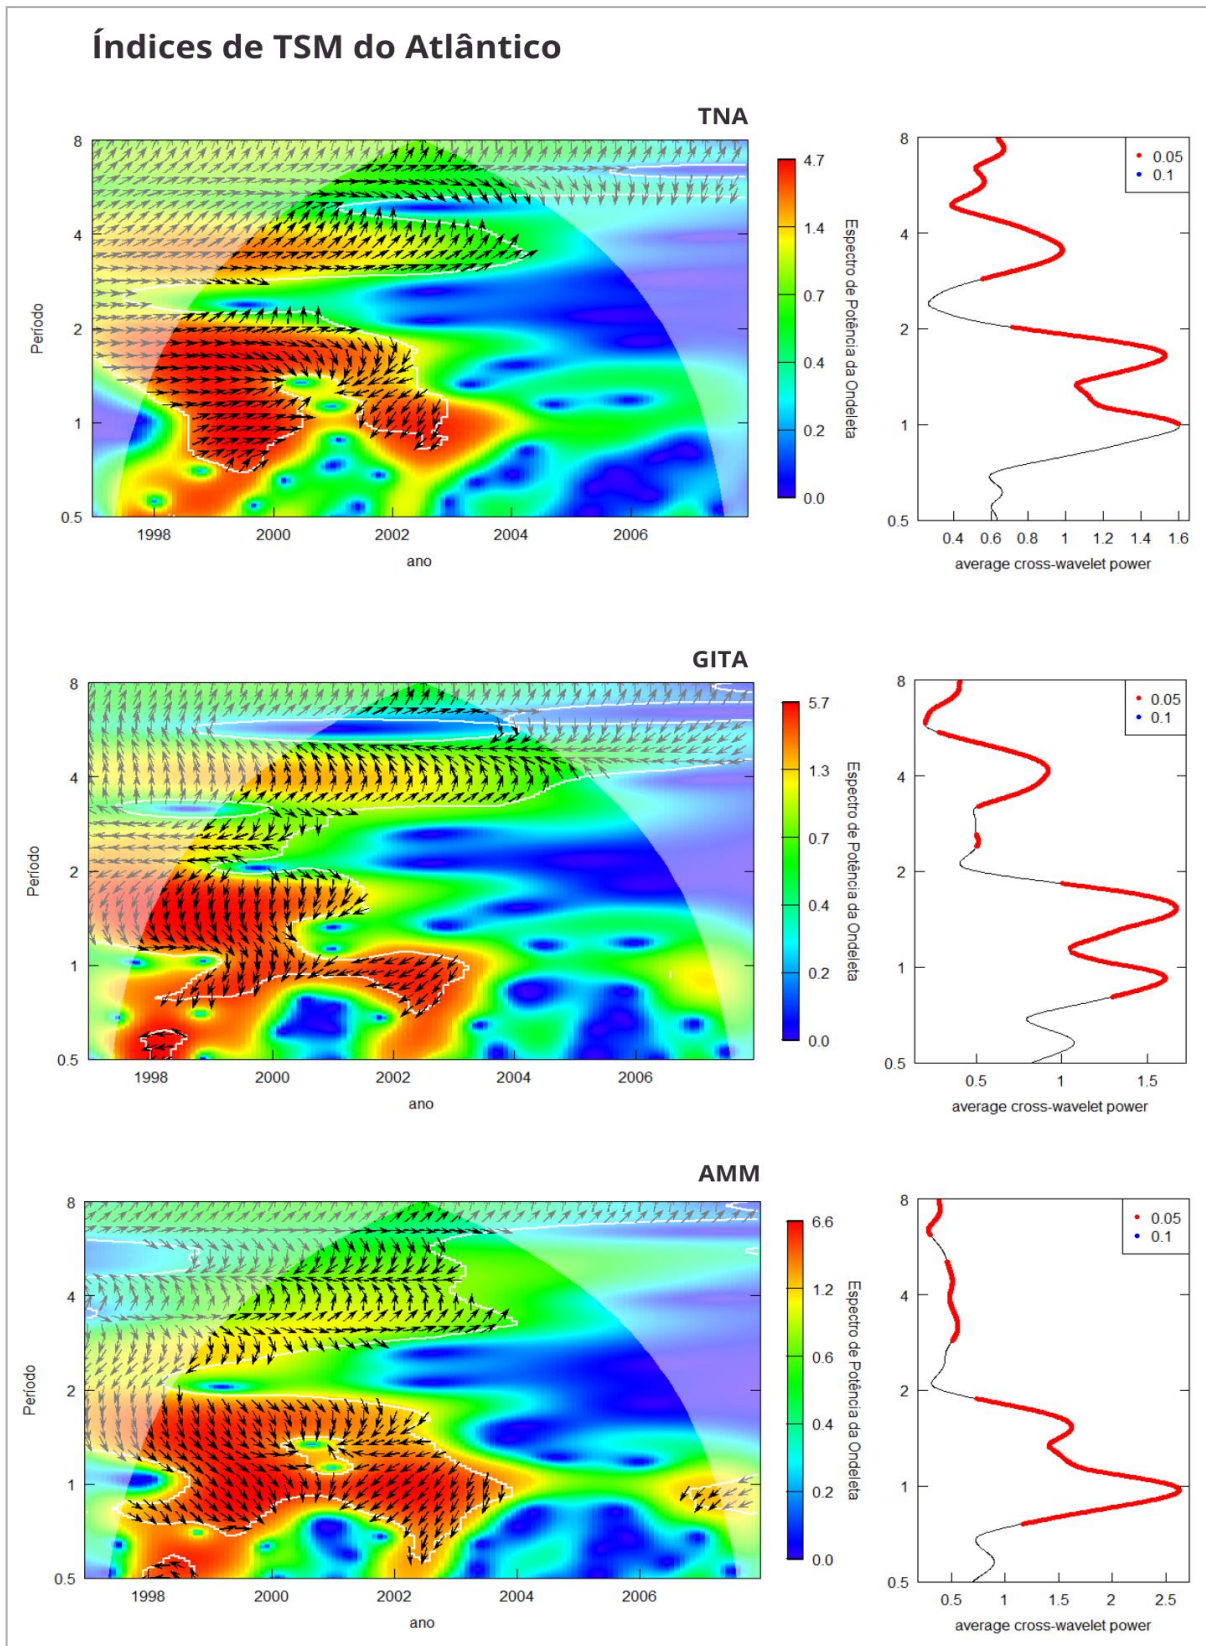 Índices de TSM do Atlântico
TNA
8
4
2
1
0.5
Período
1998 2000 2002 2004 2006
ano
4.7
1.4
0.7
0.4
0.2
0.0
Espectro de Potência da Ondeleta
8
4
2
1
0.5
0.05
0.1
0.4 0.6 0.8 1 1.2 1.4 1.6
average cross-wavelet power
GITA
8
4
2
1
0.5
Período
1998 2000 2002 2004 2006
ano
5.7
1.3
0.7
0.4
0.2
0.0
Espectro de Potência da Ondeleta
8
4
2
1
0.5
0.05
0.1
0.5 1 1.5
average cross-wavelet power
AMM
8
4
2
1
0.5
Período
1998 2000 2002 2004 2006
ano
6.6
1.2
0.6
0.4
0.2
0.0
Espectro de Potência da Ondeleta
8
4
2
1
0.5
0.05
0.1
0.5 1 1.5 2 2.5
average cross-wavelet power